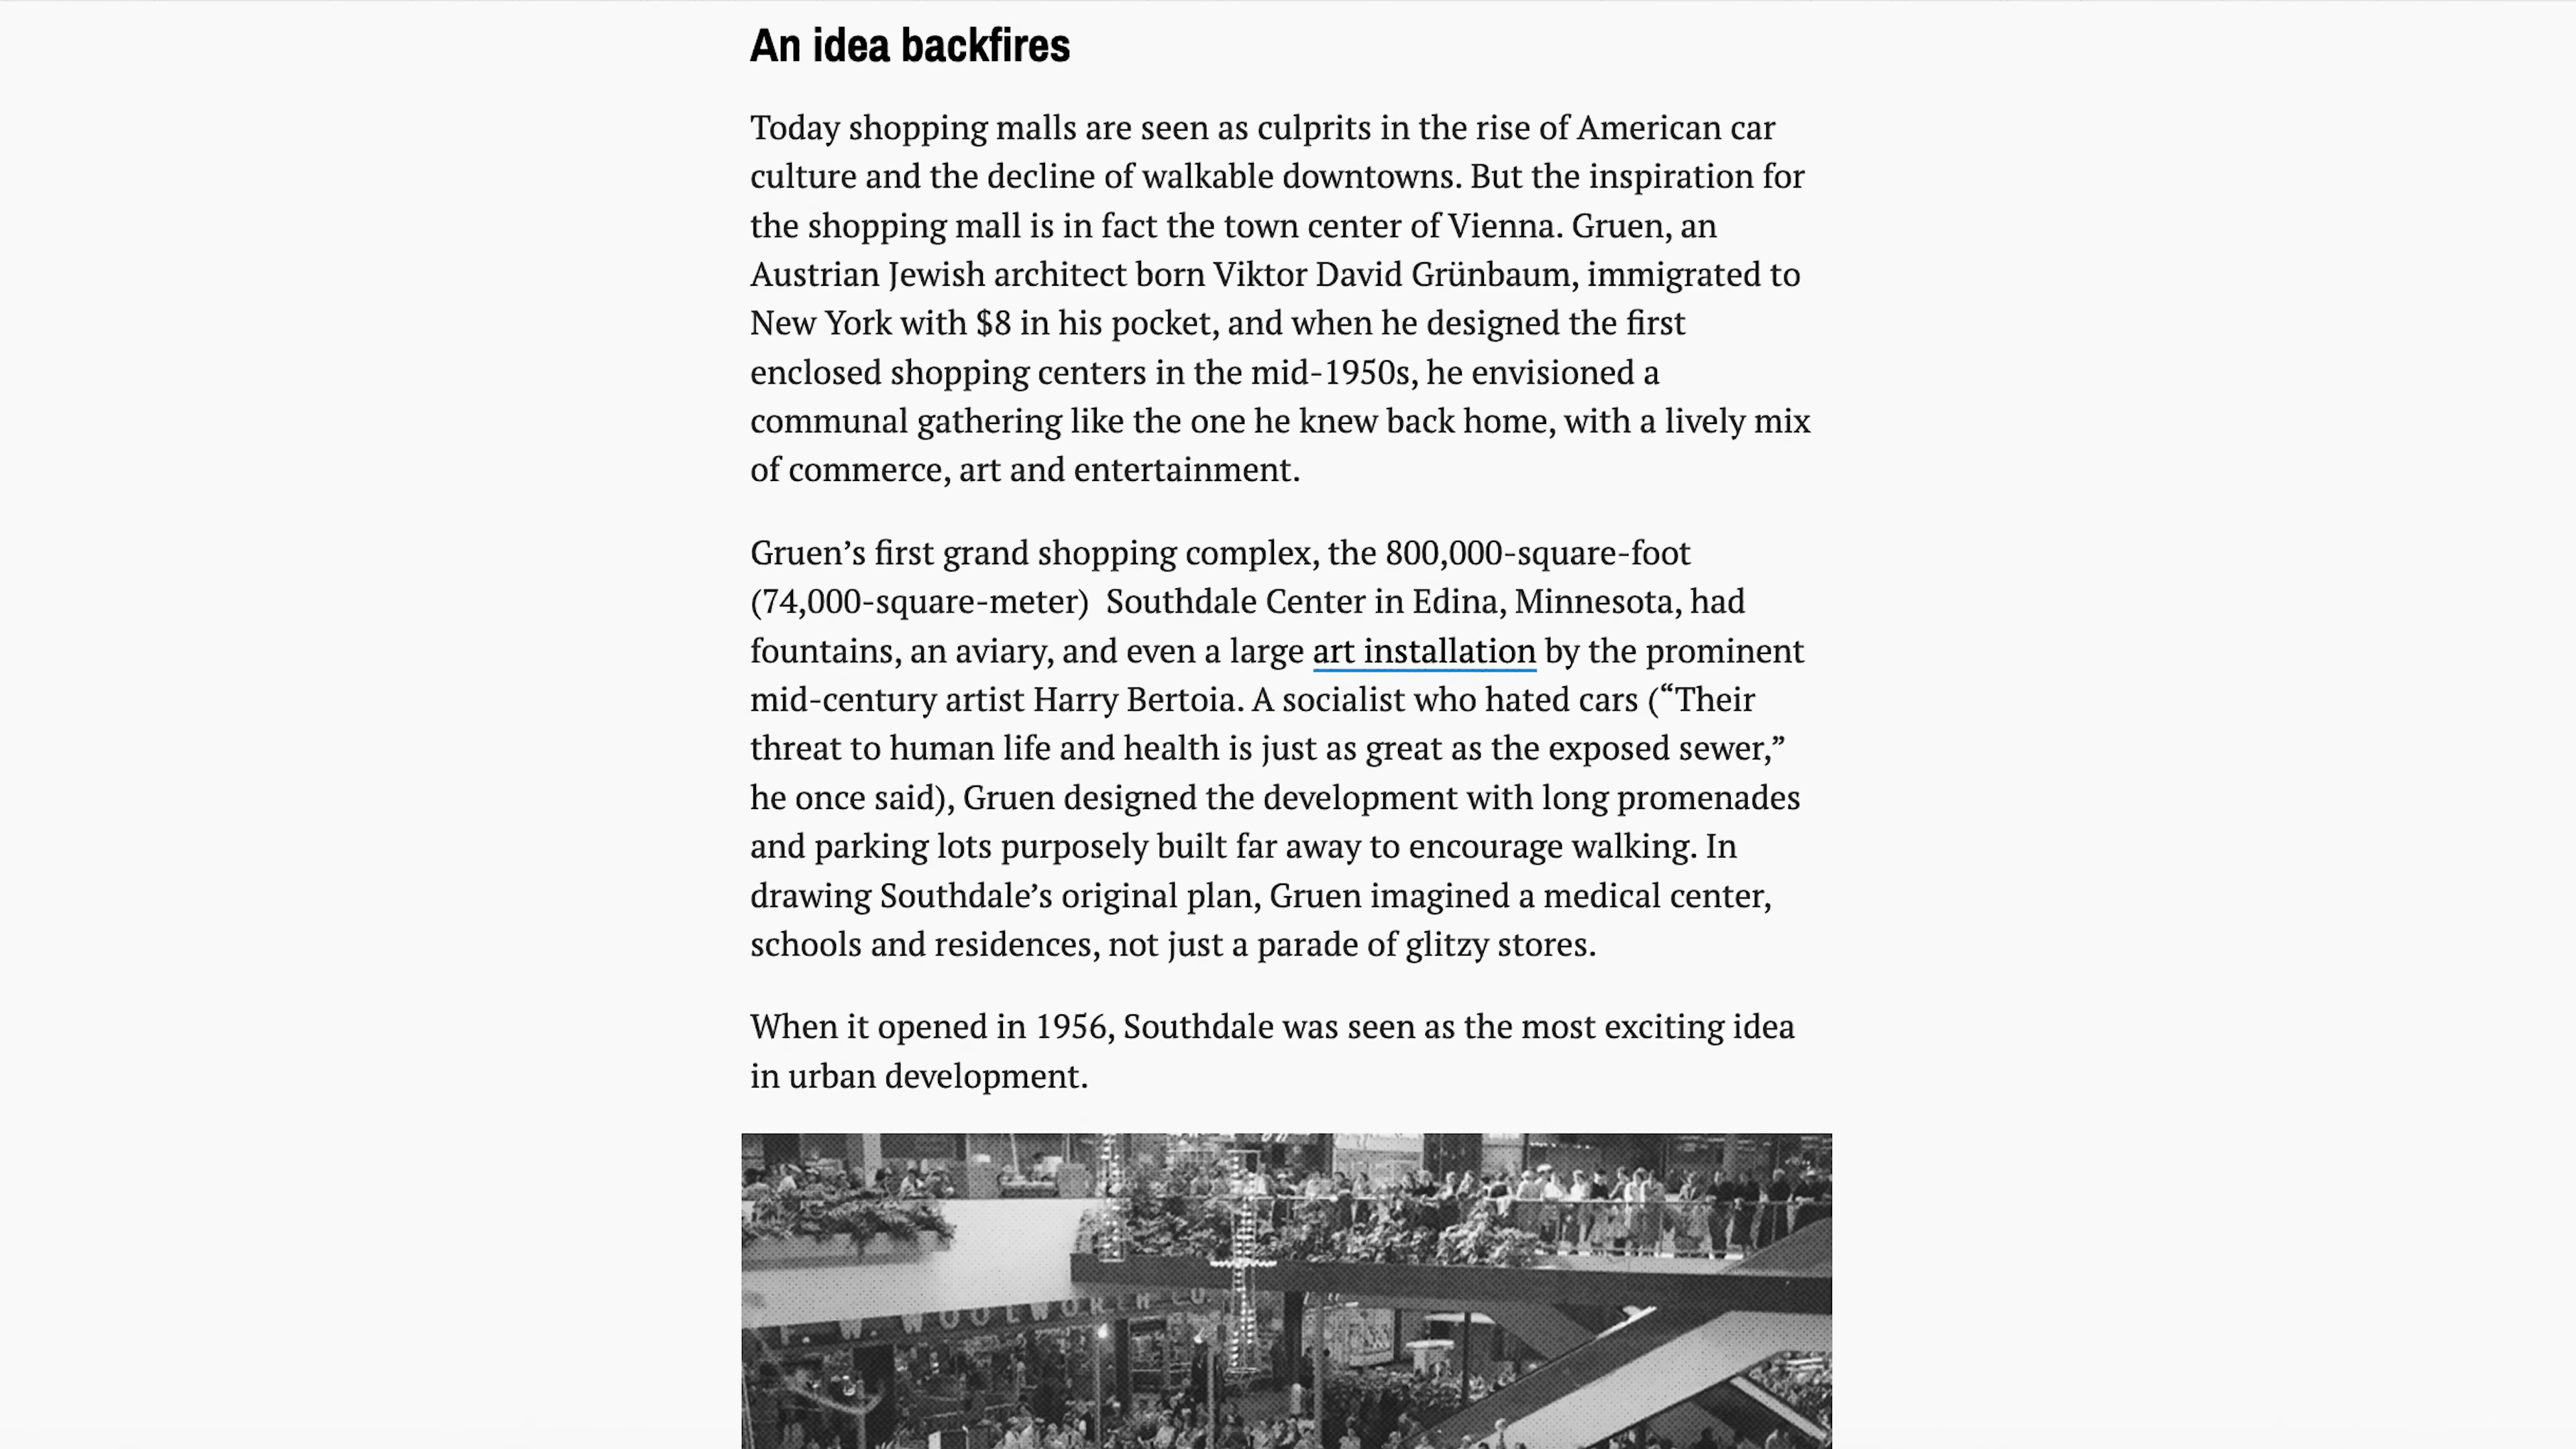 An idea backfires
Today shopping malls are seen as culprits in the rise of American car
culture and the decline of walkable downtowns. But the inspiration for
the shopping mall is in fact the town center of Vienna. Gruen, an
Austrian Jewish architect born Viktor David Grünbaum, immigrated to
New York with $8 in his pocket, and when he designed the first
enclosed shopping centers in the mid-1950s, he envisioned a
communal gathering like the one he knew back home, with a lively mix
of commerce, art and entertainment.
Gruen’s first grand shopping complex, the 800,000-square-foot
(74,000-square-meter)  Southdale Center in Edina, Minnesota, had
fountains, an aviary, and even a large art installation by the prominent
mid-century artist Harry Bertoia. A socialist who hated cars (“Their
threat to human life and health is just as great as the exposed sewer,”
he once said), Gruen designed the development with long promenades
and parking lots purposely built far away to encourage walking. In
drawing Southdale’s original plan, Gruen imagined a medical center,
schools and residences, not just a parade of glitzy stores.
When it opened in 1956, Southdale was seen as the most exciting idea
in urban development.
F W WOOLWORTH CO